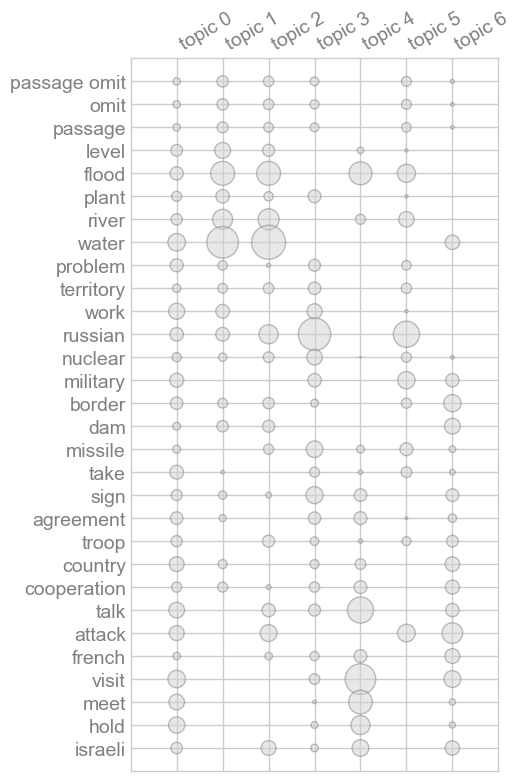 topic 0
topic 1
topic 2
topic 3
topic 4
topic 5
topic 6
passage omit
omit
passage
level
flood
plant
river
water
problem
territory
work
russian
nuclear
military
border
dam
missile
take
sign
agreement
troop
country
cooperation
talk
attack
french
visit
meet
hold
israeli